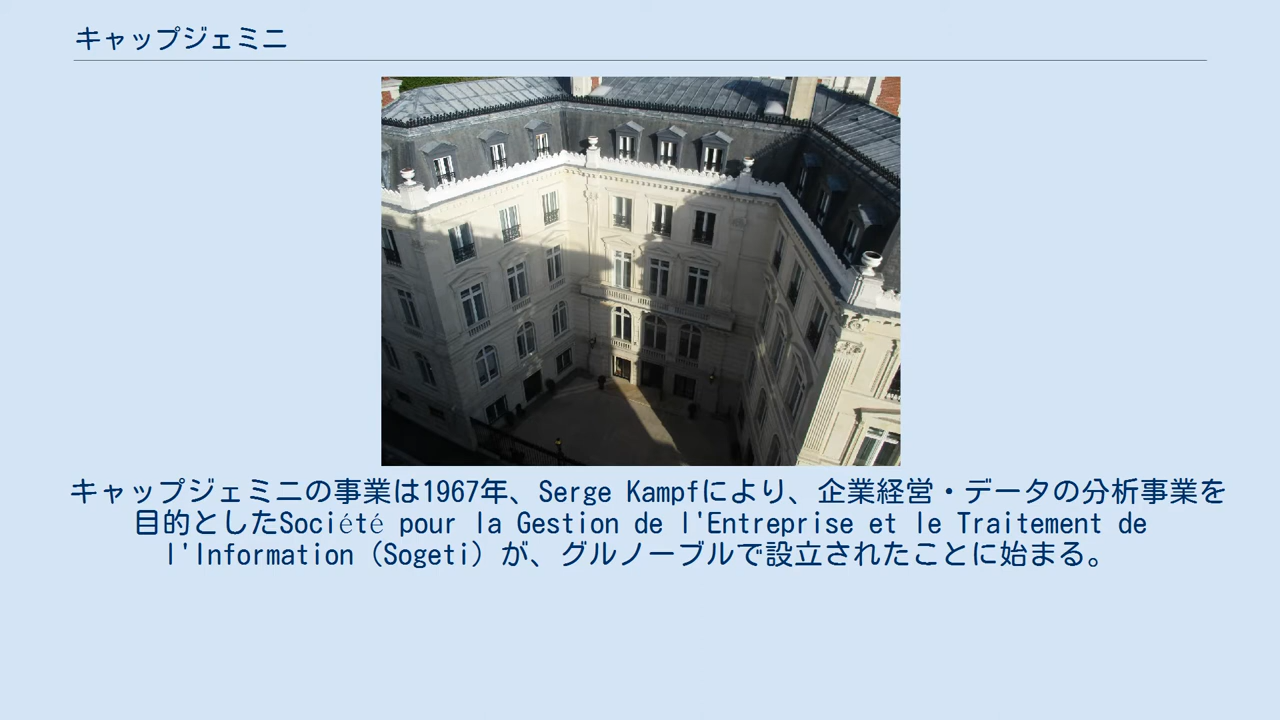 キャップジェミニ
キャップジェミニの事業は1967年、Serge Kampfにより、企業経営・データの分析事業を
目的としたSociété pour la Gestion de l'Entreprise et le Traitement de
l'Information（Sogeti）が、グルノーブルで設立されたことに始まる。